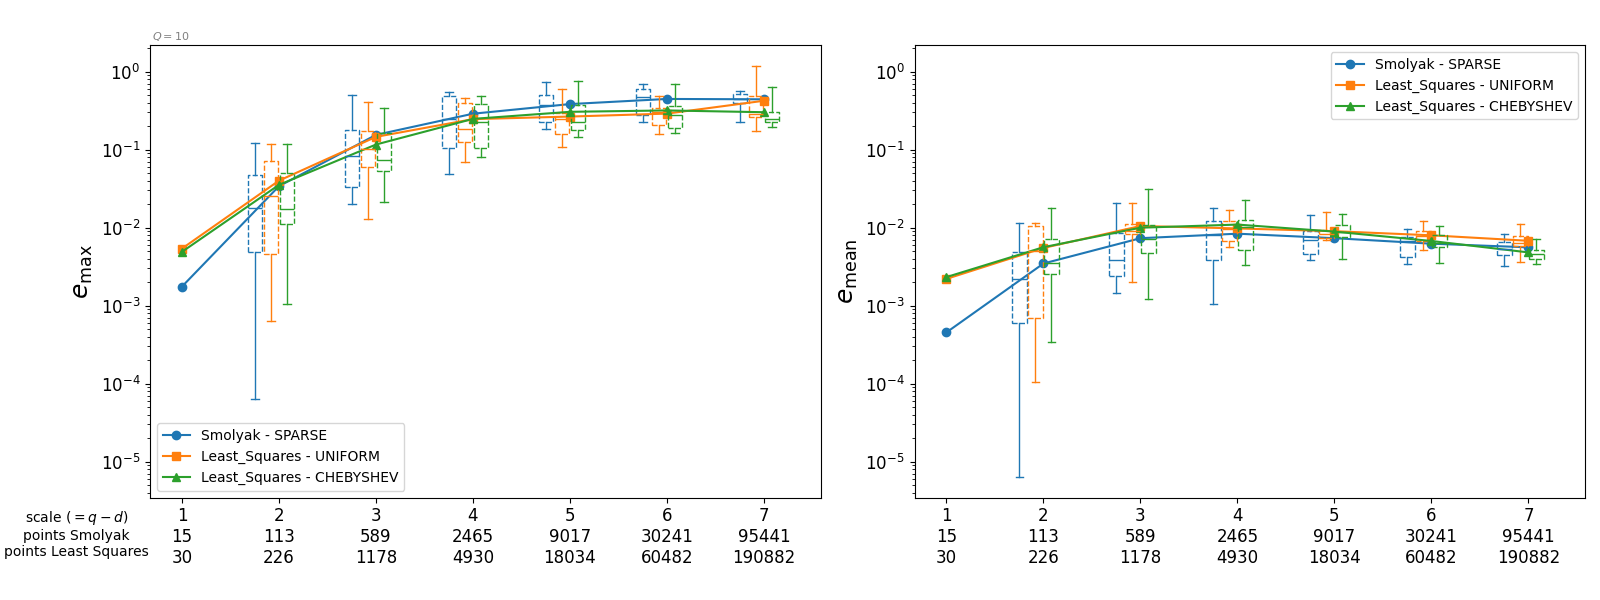 Q = 10
10⁰
10⁻¹
10⁻²
10⁻³
10⁻⁴
10⁻⁵
e_max
Smolyak - SPARSE
Least_Squares - UNIFORM
Least_Squares - CHEBYSHEV
scale (= q − d) 1 2 3 4 5 6 7
points Smolyak 15 113 589 2465 9017 30241 95441
points Least Squares 30 226 1178 4930 18034 60482 190882
10⁰
10⁻¹
10⁻²
10⁻³
10⁻⁴
10⁻⁵
e_mean
Smolyak - SPARSE
Least_Squares - UNIFORM
Least_Squares - CHEBYSHEV
1 2 3 4 5 6 7
15 113 589 2465 9017 30241 95441
30 226 1178 4930 18034 60482 190882